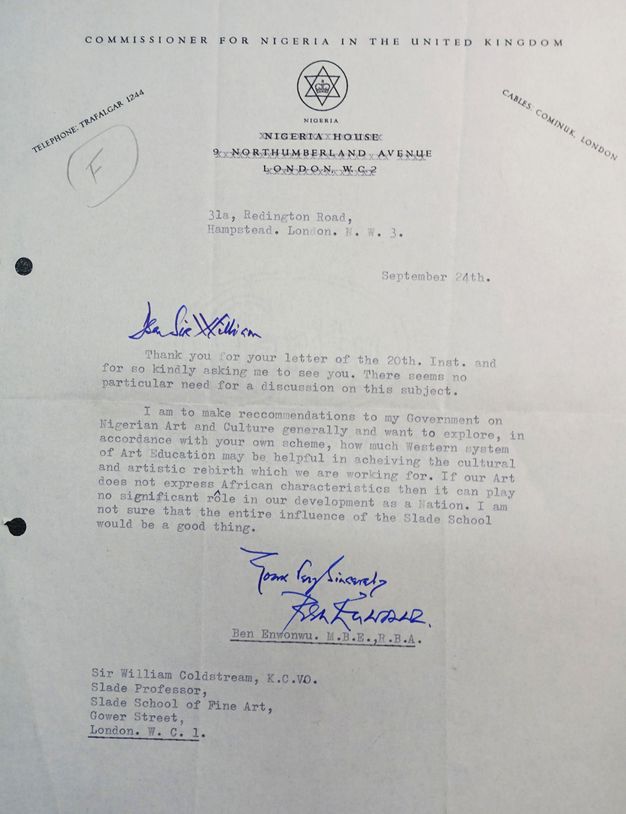 COMMISSIONER FOR NIGERIA IN THE UNITED KINGDOM
TELEPHONE: TRAFALGAR 1244
CABLES: COMINUK, LONDON
NIGERIA
NIGERIA HOUSE
9 NORTHUMBERLAND AVENUE
LONDON, W.C.2
F
31a, Redington Road,
Hampstead. London. N. W. 3.
September 24th.
Dear Sir William
Thank you for your letter of the 20th. Inst. and
for so kindly asking me to see you. There seems no
particular need for a discussion on this subject.
I am to make reccommendations to my Government on
Nigerian Art and Culture generally and want to explore, in
accordance with your own scheme, how much Western system
of Art Education may be helpful in acheiving the cultural
and artistic rebirth which we are working for. If our Art
does not express African characteristics then it can play
no significant rôle in our development as a Nation. I am
not sure that the entire influence of the Slade School
would be a good thing.
Yours Very Sincerely
Ben Enwonwu.
Ben Enwonwu. M.B.E.,R.B.A.
Sir William Coldstream, K.C.VO.
Slade Professor,
Slade School of Fine Art,
Gower Street,
London. W. C. 1.